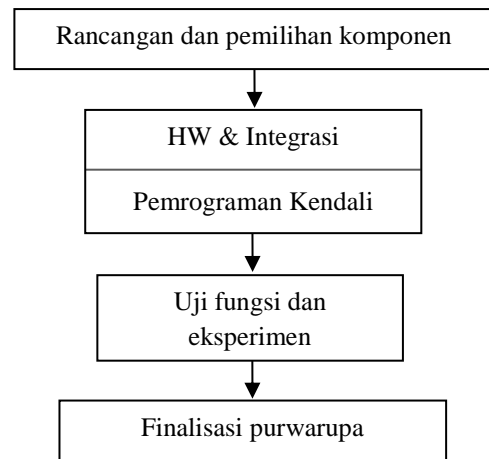 Rancangan dan pemilihan komponen
HW & Integrasi
Pemrograman Kendali
Uji fungsi dan
eksperimen
Finalisasi purwarupa